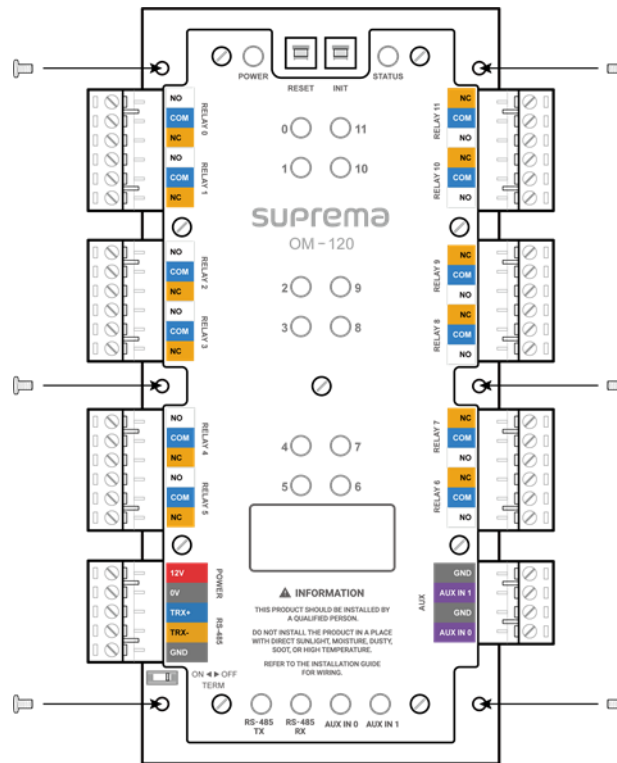 POWER
STATUS
RESET
INIT
NO
COM
NC
RELAY 0
NO
COM
NC
RELAY 1
0
11
1
10
NC
COM
NO
RELAY 11
NC
COM
NO
RELAY 10
suprema
OM-120
NO
COM
NC
RELAY 2
NO
COM
NC
RELAY 3
2
9
3
8
NC
COM
NO
RELAY 9
NC
COM
NO
RELAY 8
NO
COM
NC
RELAY 4
NO
COM
NC
RELAY 5
4
7
5
6
NC
COM
NO
RELAY 7
NC
COM
NO
RELAY 6
12V
0V
POWER
TRX+
TRX-
GND
RS-485
INFORMATION
THIS PRODUCT SHOULD BE INSTALLED BY
A QUALIFIED PERSON.
DO NOT INSTALL THE PRODUCT IN A PLACE
WITH DIRECT SUNLIGHT, MOISTURE, DUSTY,
SOOT, OR HIGH TEMPERATURE.
REFER TO THE INSTALLATION GUIDE
FOR WIRING.
GND
AUX IN 1
GND
AUX IN 0
AUX
ON ◀ ▶ OFF
TERM
RS-485
TX
RS-485
RX
AUX IN 0
AUX IN 1